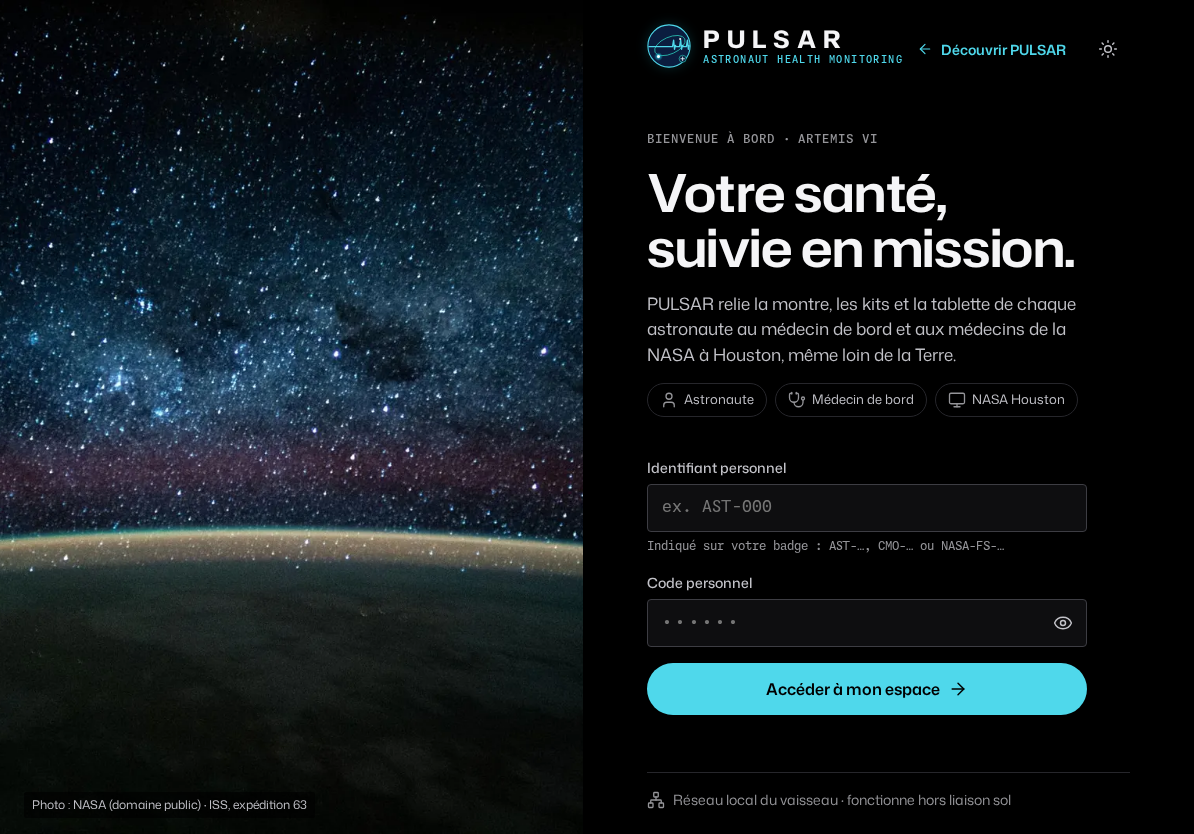 PULSAR
ASTRONAUT HEALTH MONITORING
Découvrir PULSAR
BIENVENUE À BORD · ARTEMIS VI
Votre santé,
suivie en mission.
PULSAR relie la montre, les kits et la tablette de chaque
astronaute au médecin de bord et aux médecins de la
NASA à Houston, même loin de la Terre.
Astronaute
Médecin de bord
NASA Houston
Identifiant personnel
ex. AST-000
Indiqué sur votre badge : AST-…, CMO-… ou NASA-FS-…
Code personnel
••••••
Accéder à mon espace
Réseau local du vaisseau · fonctionne hors liaison sol
Photo : NASA (domaine public) · ISS, expédition 63